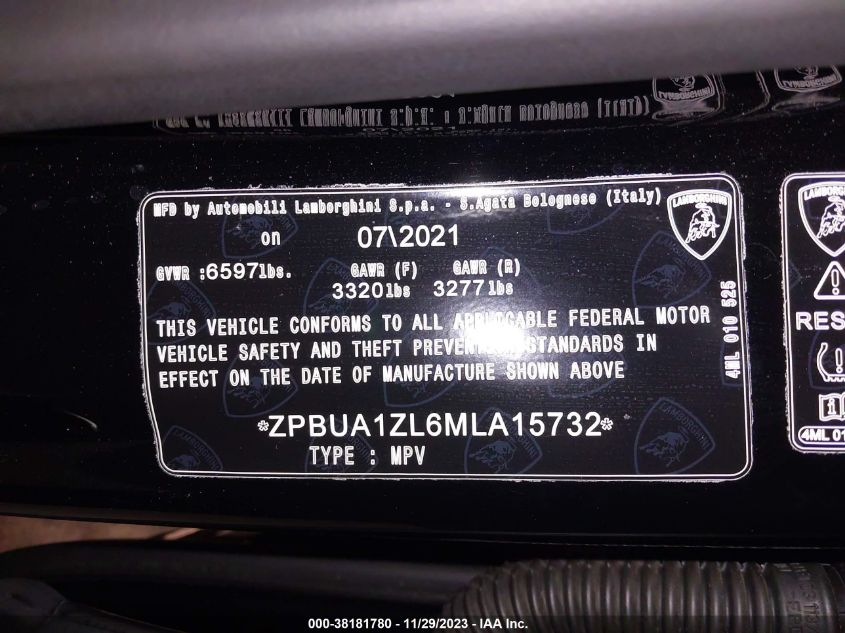 MFD by Automobili Lamborghini S.p.a. - S.Agata Bolognese (Italy)
on 07\2021
LAMBORGHINI
GVWR :6597lbs. GAWR (F) GAWR (R)
3320lbs 3277lbs
THIS VEHICLE CONFORMS TO ALL APPLICABLE FEDERAL MOTOR
VEHICLE SAFETY AND THEFT PREVENTION STANDARDS IN
EFFECT ON THE DATE OF MANUFACTURE SHOWN ABOVE
*ZPBUA1ZL6MLA15732*
TYPE : MPV
4ML 010 525
LAMBORGHINI
RES
4ML 01
000-38181780 - 11/29/2023 - IAA Inc.